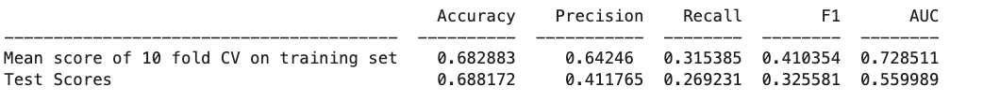 Accuracy Precision Recall F1 AUC
Mean score of 10 fold CV on training set 0.682883 0.64246 0.315385 0.410354 0.728511
Test Scores 0.688172 0.411765 0.269231 0.325581 0.559989